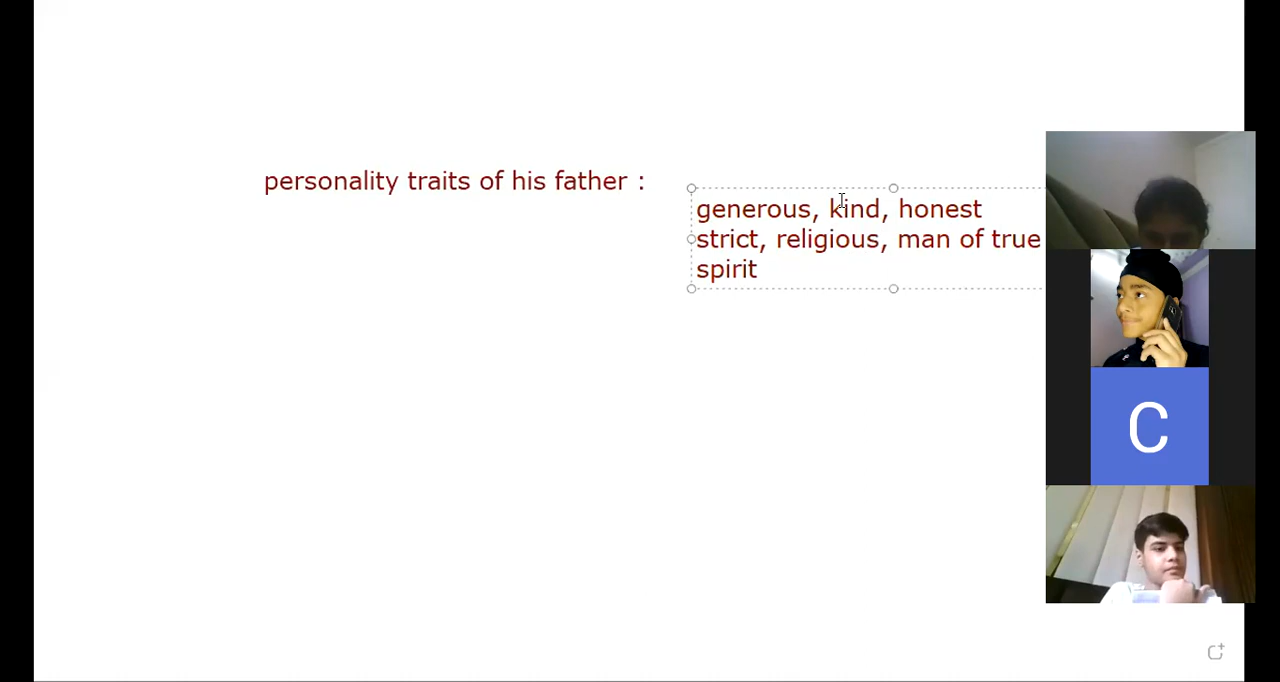 personality traits of his father :
generous, kind, honest
strict, religious, man of true
spirit
C